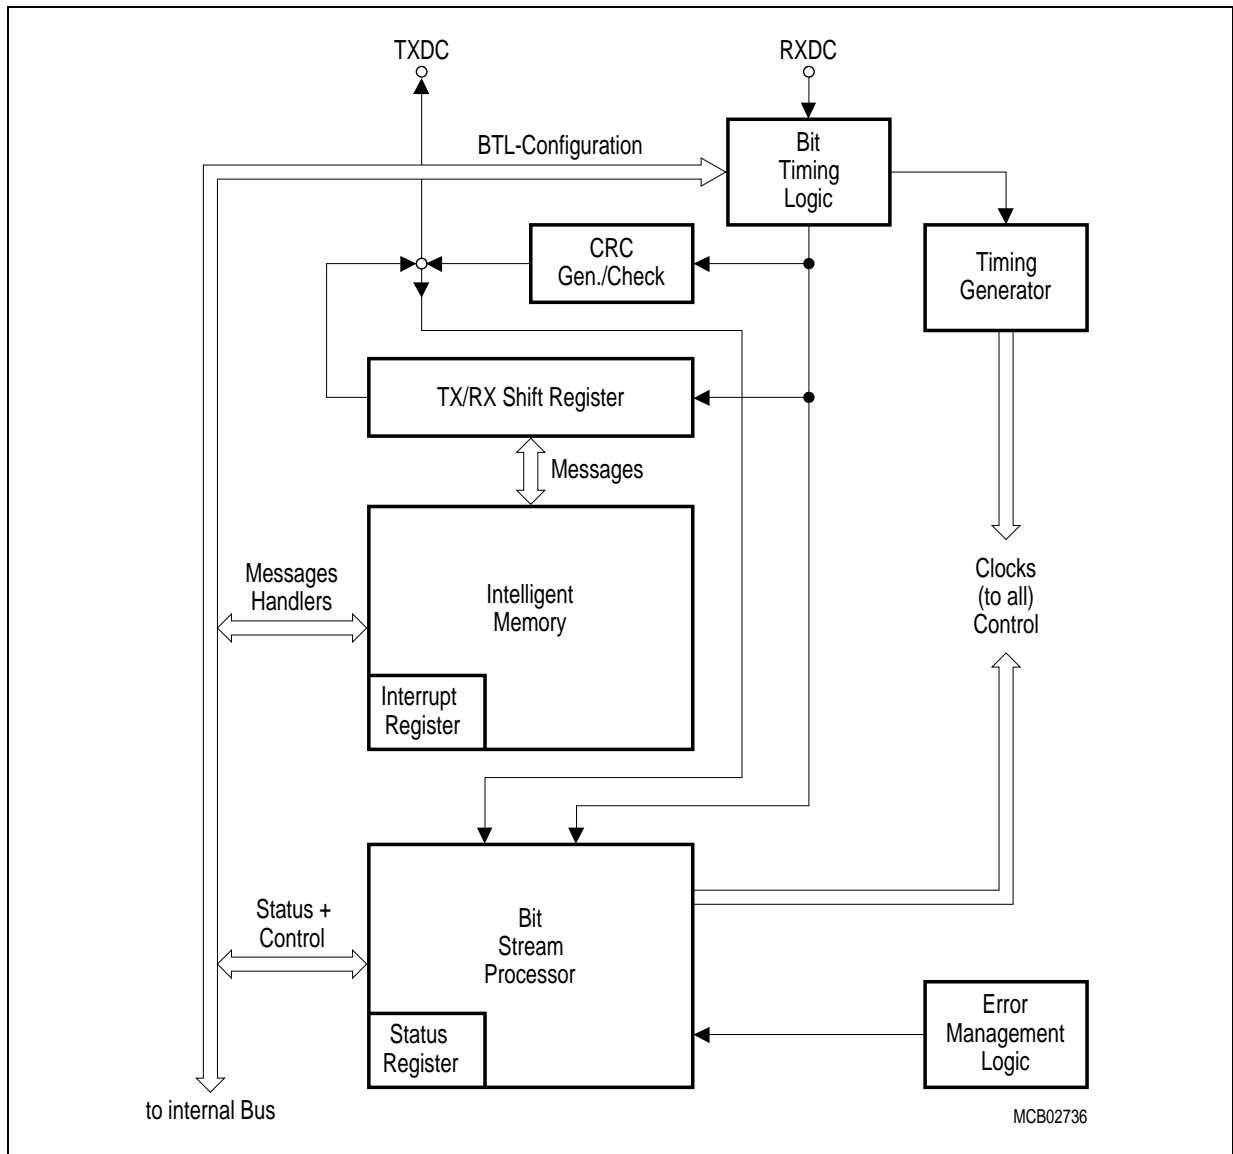 TXDC
RXDC
BTL-Configuration
Bit
Timing
Logic
CRC
Gen./Check
Timing
Generator
TX/RX Shift Register
Messages
Messages
Handlers
Intelligent
Memory
Clocks
(to all)
Control
Interrupt
Register
Status +
Control
Bit
Stream
Processor
Status
Register
Error
Management
Logic
to internal Bus
MCB02736